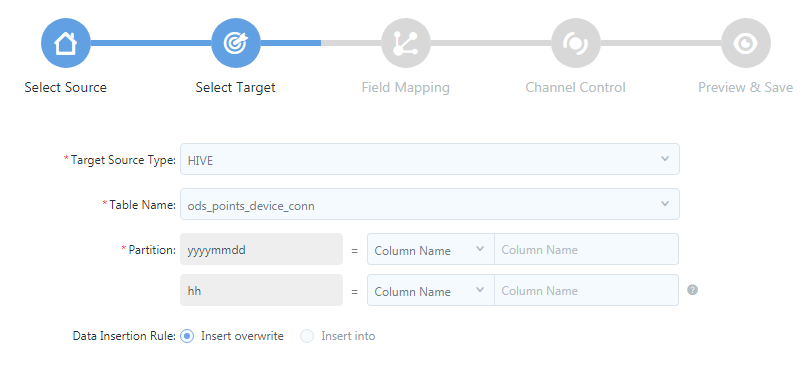 Select Source Select Target Field Mapping Channel Control Preview & Save
* Target Source Type: HIVE
* Table Name: ods_points_device_conn
* Partition: yyyymmdd = Column Name Column Name
hh = Column Name Column Name ?
Data Insertion Rule: Insert overwrite Insert into